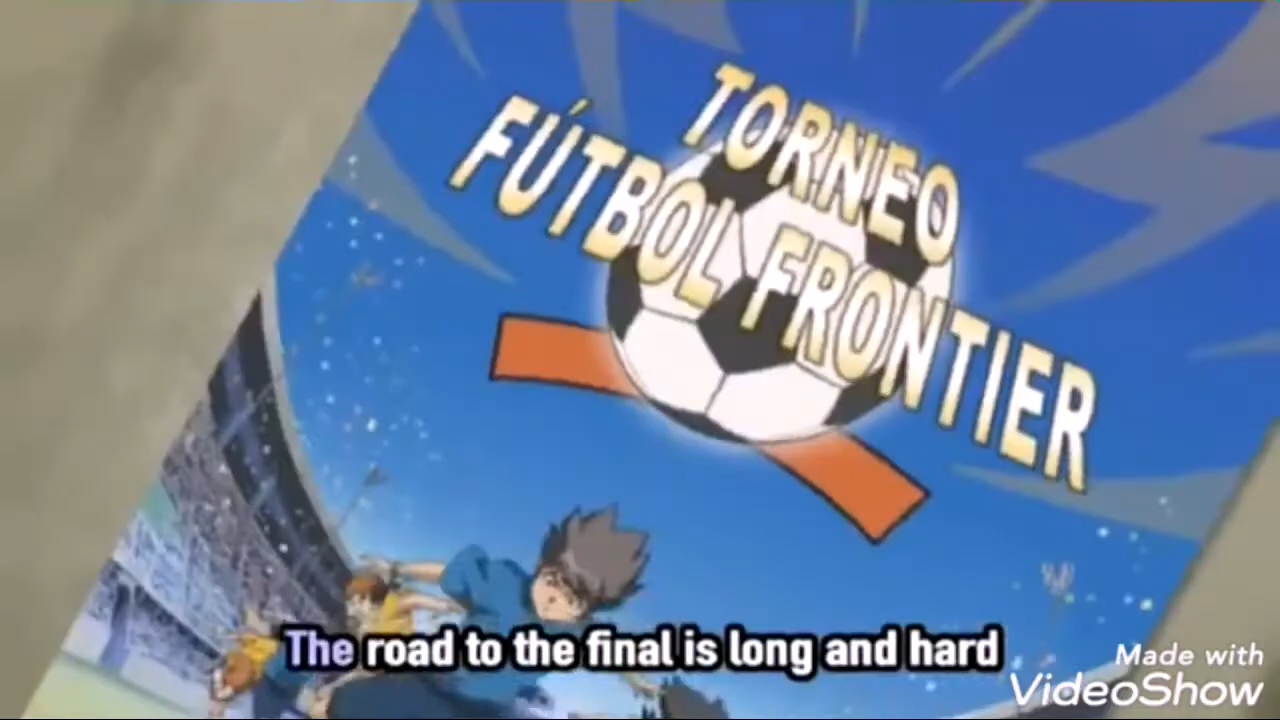 TORNEO
FÚTBOL FRONTIER
The road to the final is long and hard
Made with
VideoShow